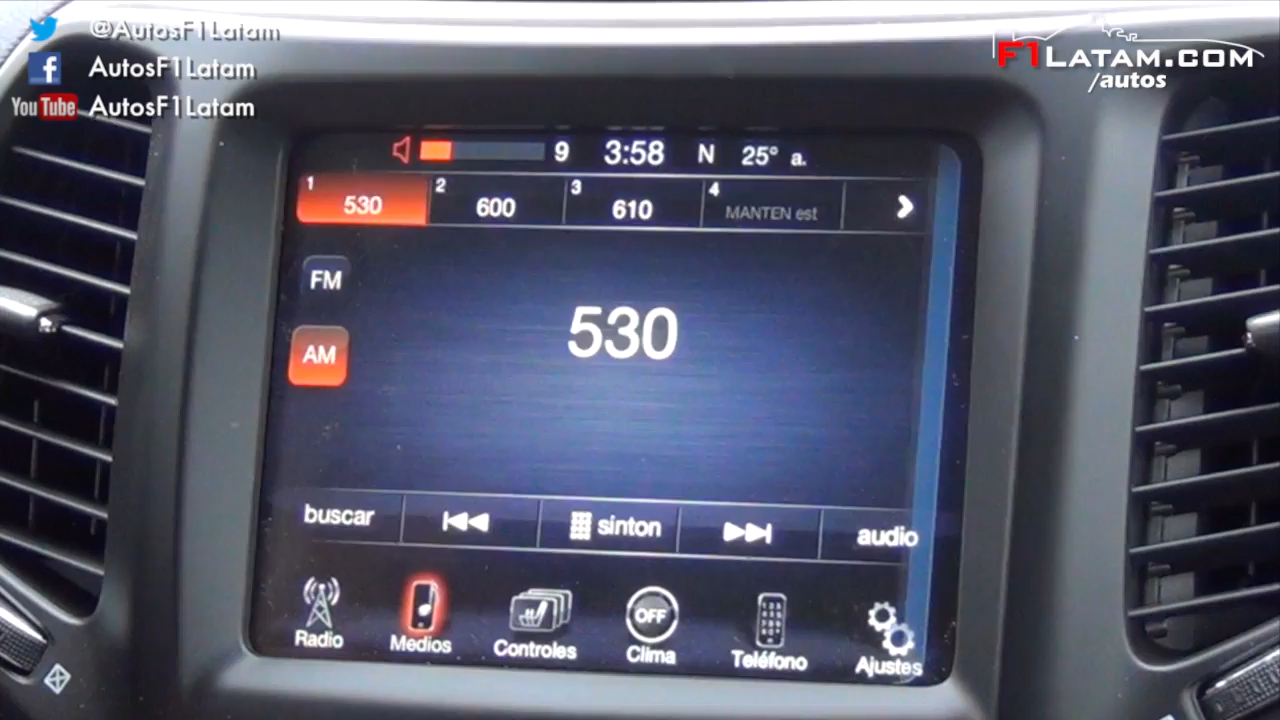 @AutosF1Latam
AutosF1Latam
You Tube AutosF1Latam
F1LATAM.COM
/autos
9 3:58 N 25° a.
1 530 2 600 3 610 4 MANTEN est
FM
530
AM
buscar sinton audio
Radio Medios Controles OFF Clima Teléfono Ajustes